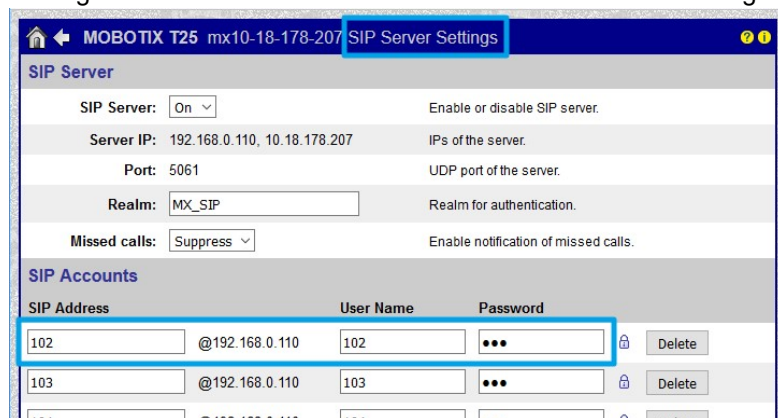 MOBOTIX T25 mx10-18-178-207 SIP Server Settings
SIP Server
SIP Server: On Enable or disable SIP server.
Server IP: 192.168.0.110, 10.18.178.207 IPs of the server.
Port: 5061 UDP port of the server.
Realm: MX_SIP Realm for authentication.
Missed calls: Suppress Enable notification of missed calls.
SIP Accounts
SIP Address User Name Password
102 @192.168.0.110 102 ●●● Delete
103 @192.168.0.110 103 ●●● Delete